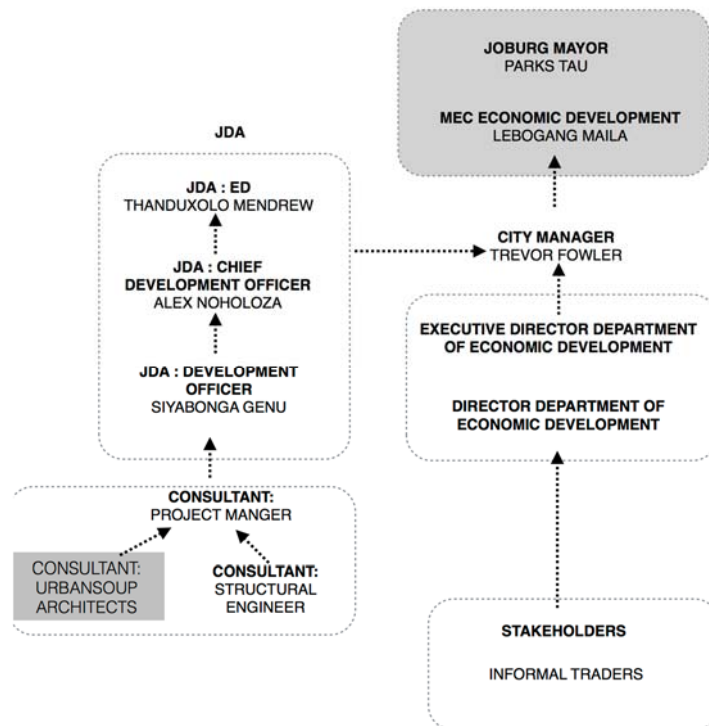 JOBURG MAYOR
PARKS TAU
MEC ECONOMIC DEVELOPMENT
LEBOGANG MAILA
JDA
JDA : ED
THANDUXOLO MENDREW
CITY MANAGER
TREVOR FOWLER
JDA : CHIEF
DEVELOPMENT OFFICER
ALEX NOHOLOZA
EXECUTIVE DIRECTOR DEPARTMENT
OF ECONOMIC DEVELOPMENT
JDA : DEVELOPMENT
OFFICER
SIYABONGA GENU
DIRECTOR DEPARTMENT OF
ECONOMIC DEVELOPMENT
CONSULTANT:
PROJECT MANGER
CONSULTANT:
URBANSOUP
ARCHITECTS
CONSULTANT:
STRUCTURAL
ENGINEER
STAKEHOLDERS
INFORMAL TRADERS